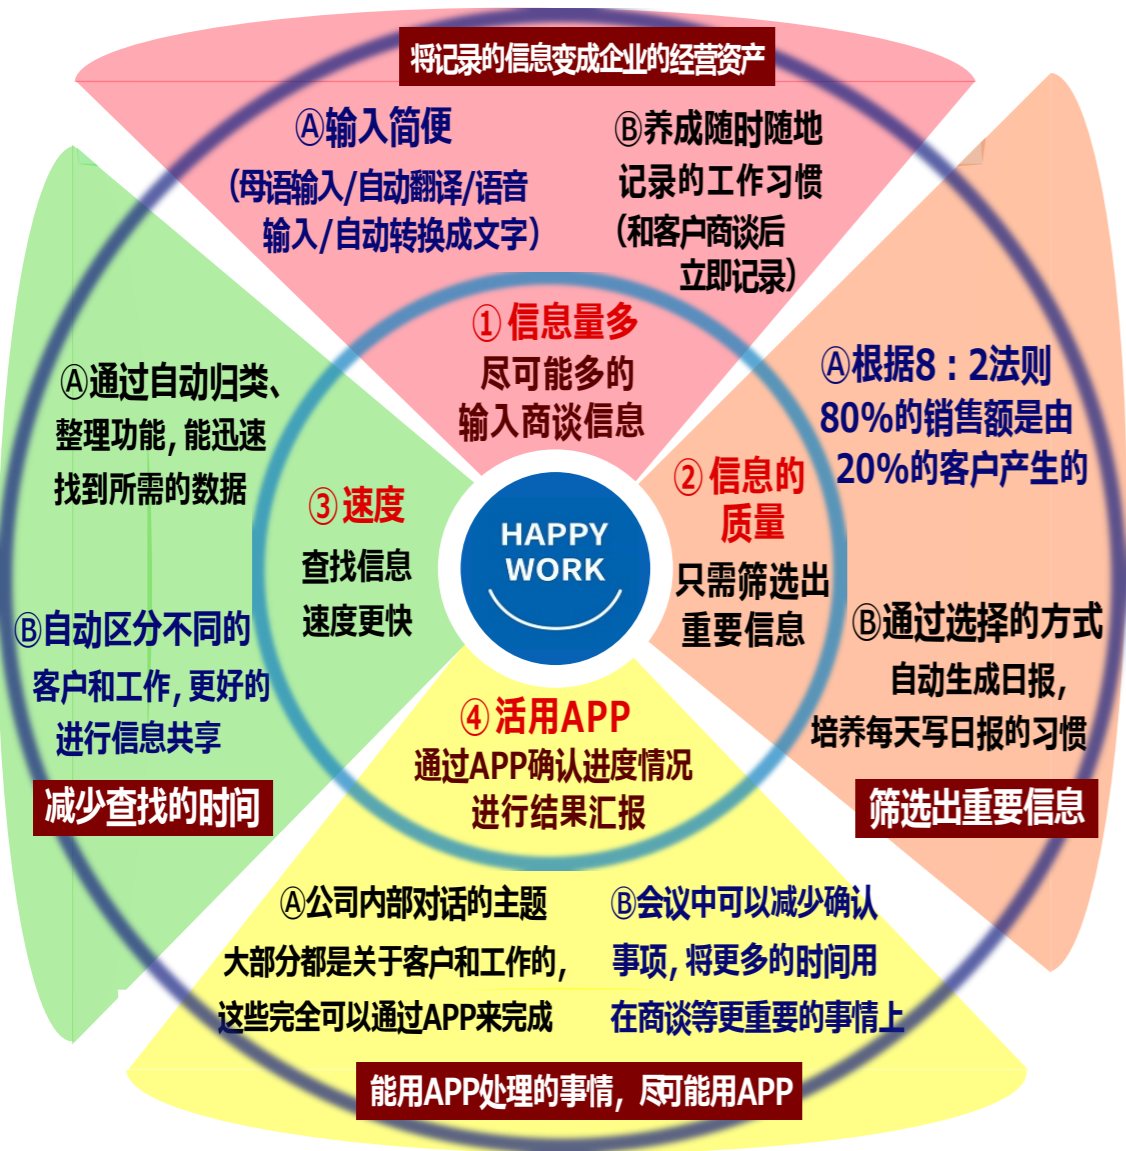 将记录的信息变成企业的经营资产
Ⓐ输入简便
(母语输入/自动翻译/语音
输入/自动转换成文字)
Ⓑ养成随时随地
记录的工作习惯
(和客户商谈后
立即记录)
① 信息量多
尽可能多的
输入商谈信息
Ⓐ根据8：2法则
80%的销售额是由
20%的客户产生的
② 信息的
质量
只需筛选出
重要信息
Ⓑ通过选择的方式
自动生成日报,
培养每天写日报的习惯
筛选出重要信息
Ⓐ通过自动归类、
整理功能, 能迅速
找到所需的数据
③ 速度
查找信息
速度更快
Ⓑ自动区分不同的
客户和工作, 更好的
进行信息共享
减少查找的时间
HAPPY
WORK
④ 活用APP
通过APP确认进度情况
进行结果汇报
Ⓐ公司内部对话的主题
大部分都是关于客户和工作的,
这些完全可以通过APP来完成
Ⓑ会议中可以减少确认
事项, 将更多的时间用
在商谈等更重要的事情上
能用APP处理的事情, 尽可能用APP